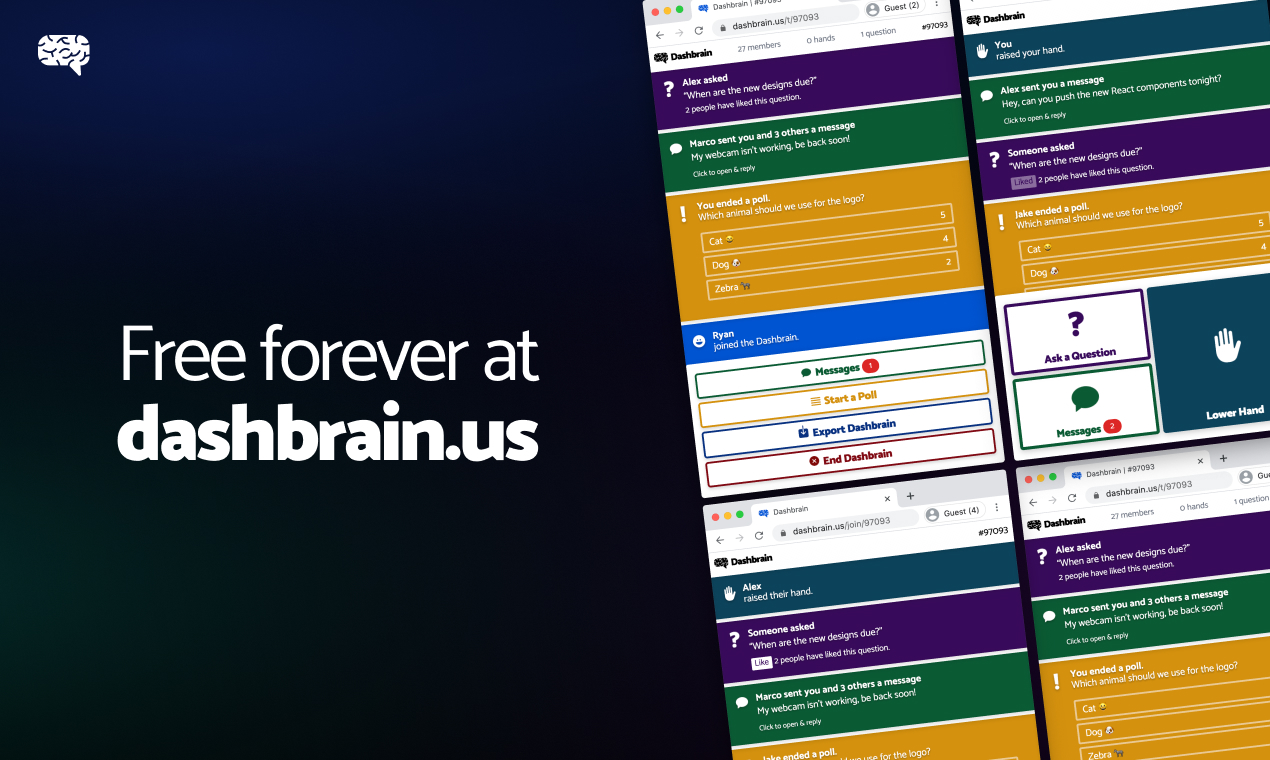 Free forever at
dashbrain.us
Dashbrain | #97093
dashbrain.us/t/97093
Guest (2)
Dashbrain
27 members
0 hands
1 question
#97093
Alex asked
"When are the new designs due?"
2 people have liked this question.
Marco sent you and 3 others a message
My webcam isn't working, be back soon!
Click to open & reply
You ended a poll.
Which animal should we use for the logo?
Cat 😂 5
Dog 🐶 4
Zebra 🦓 2
Ryan
joined the Dashbrain.
Messages 1
Start a Poll
Export Dashbrain
End Dashbrain
Dashbrain
You
raised your hand.
Alex sent you a message
Hey, can you push the new React components tonight?
Click to open & reply
Someone asked
"When are the new designs due?"
Liked 2 people have liked this question.
Jake ended a poll.
Which animal should we use for the logo?
Cat 😂 5
Dog 🐶 4
Ask a Question
Messages 2
Lower Hand
Dashbrain
dashbrain.us/join/97093
Guest (4)
Dashbrain
#97093
Alex
raised their hand.
Someone asked
"When are the new designs due?"
Like 2 people have liked this question.
Marco sent you and 3 others a message
My webcam isn't working, be back soon!
Click to open & reply
Jake ended a poll.
Which animal should we use for the logo?
Dashbrain | #97093
dashbrain.us/t/97093
Dashbrain
27 members
0 hands
1 question
Alex asked
"When are the new designs due?"
2 people have liked this question.
Marco sent you and 3 others a message
My webcam isn't working, be back soon!
Click to open & reply
You ended a poll.
Which animal should we use for the logo?
Cat 😂
Dog 🐶
Zebra 🦓